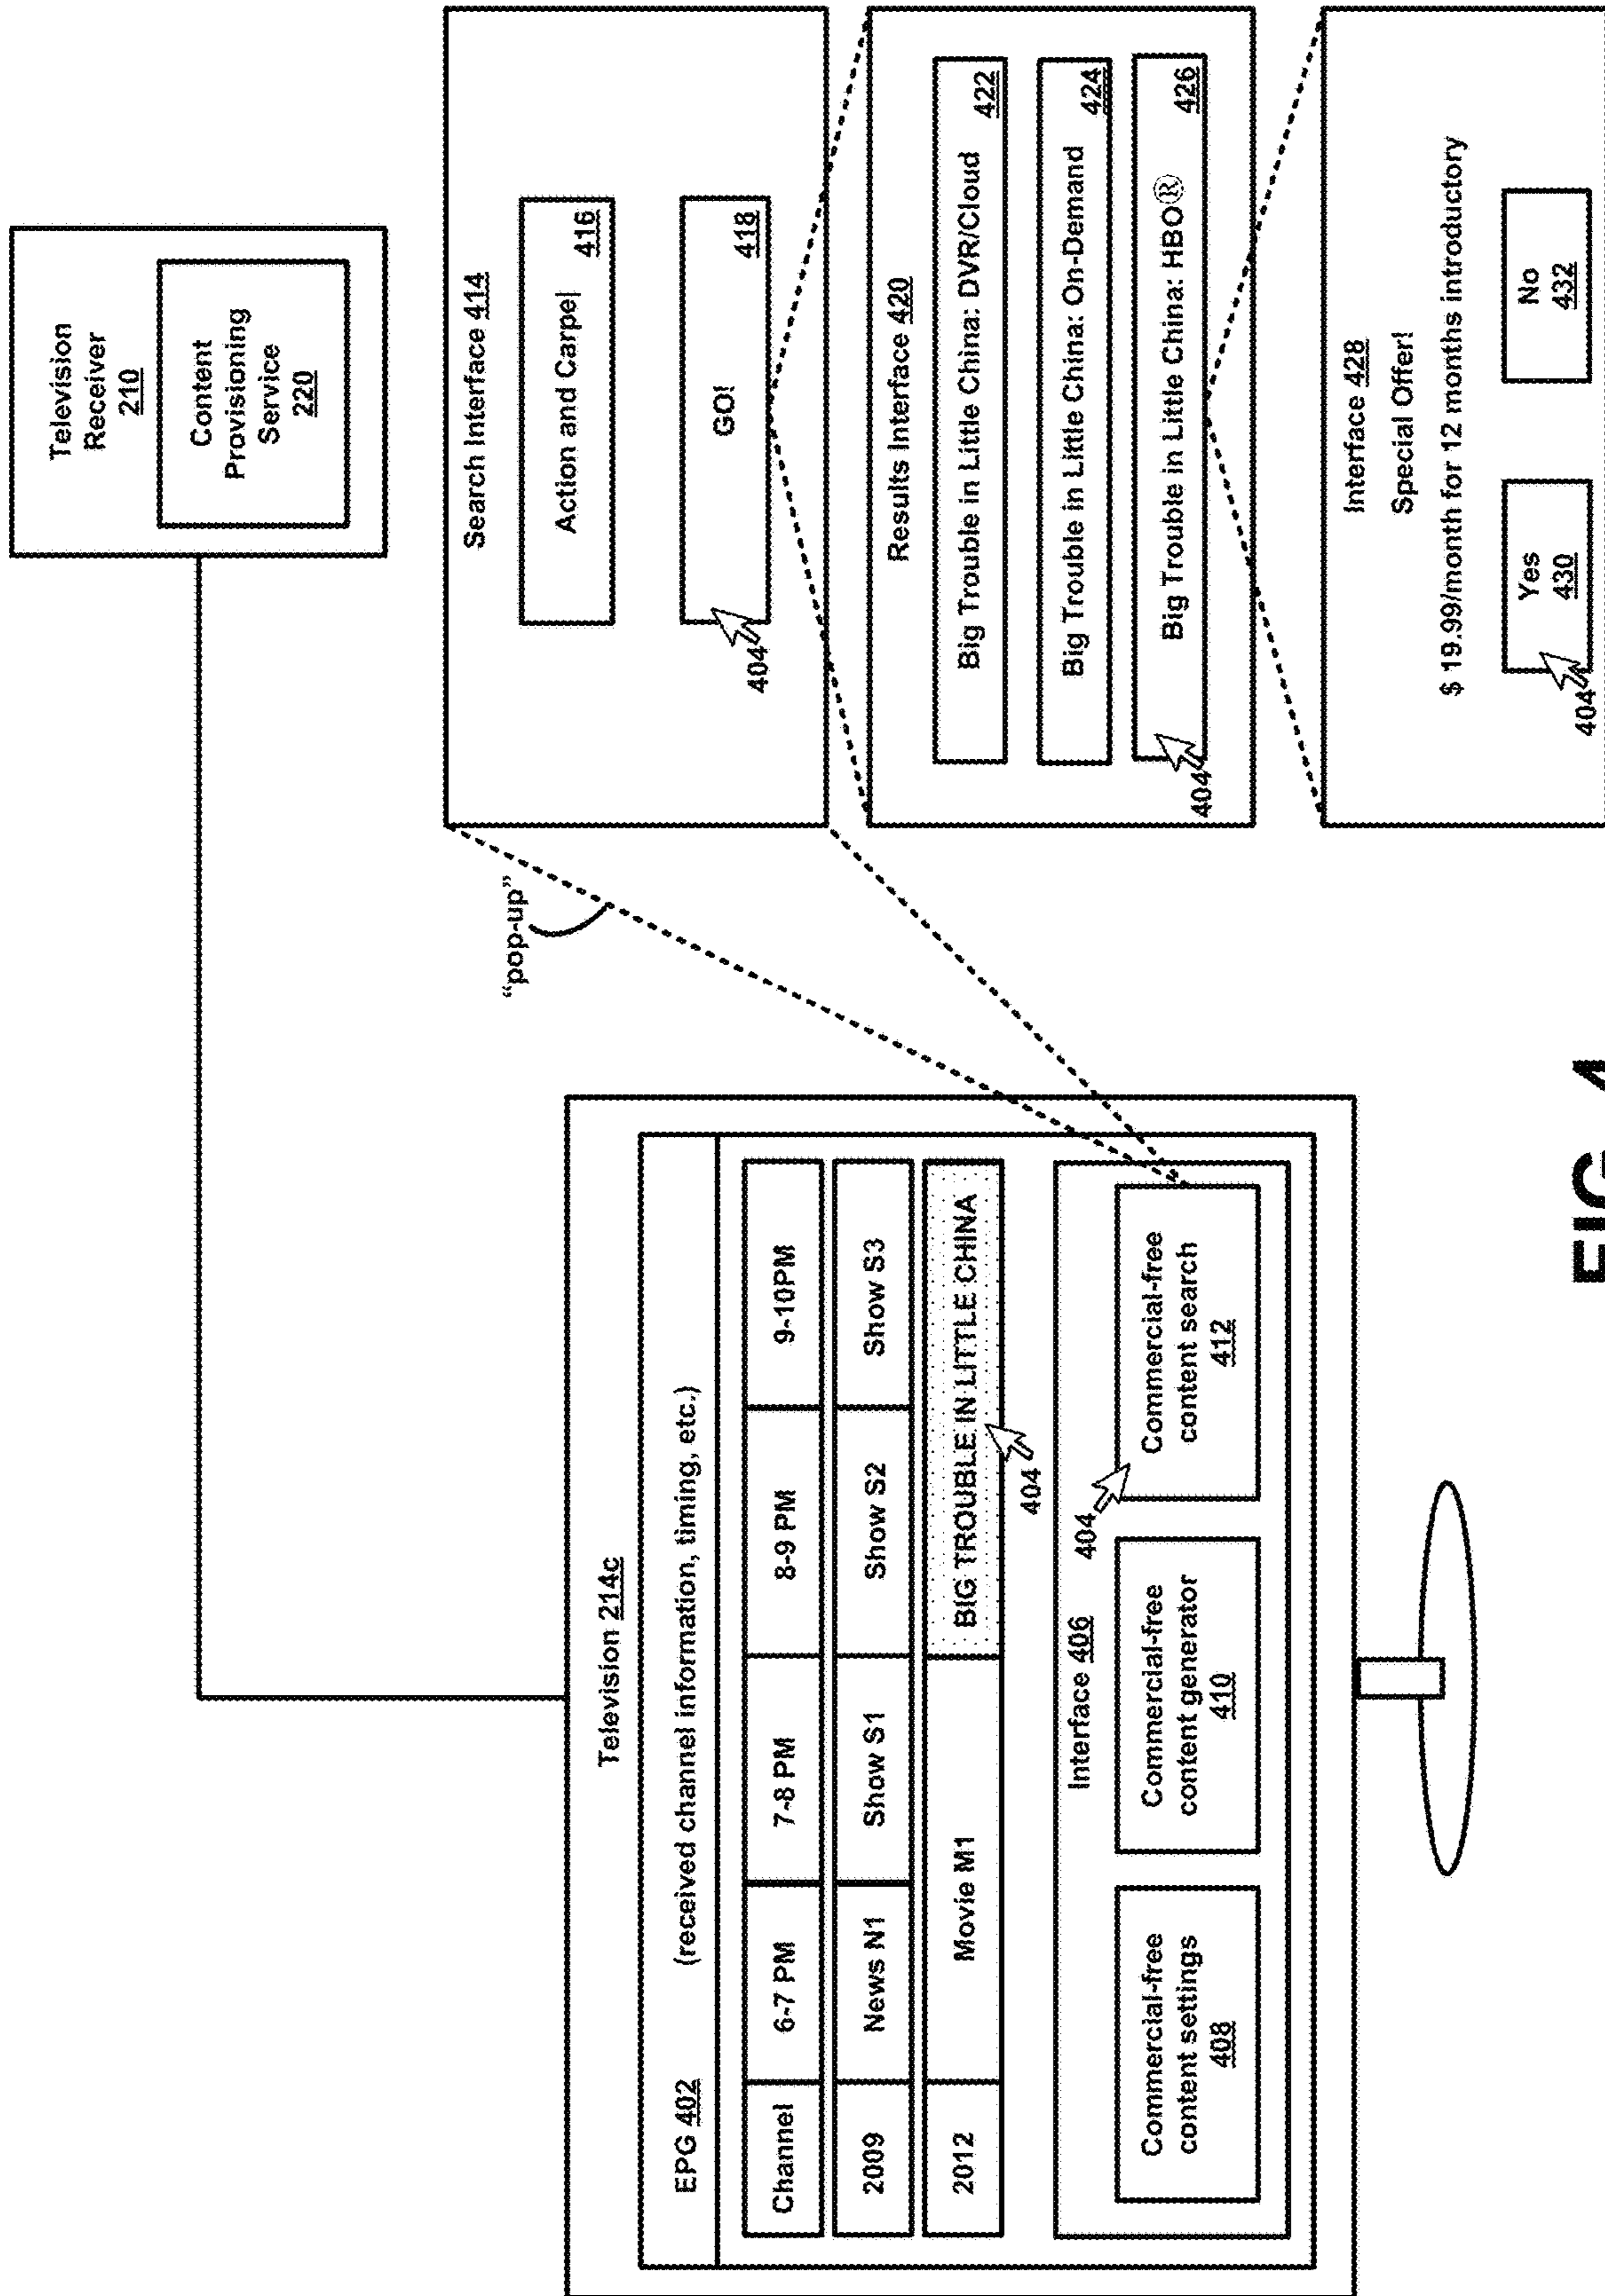 Television
Receiver
210
Content
Provisioning
Service
220
Television 214c
EPG 402 (received channel information, timing, etc.)
Channel 6-7 PM 7-8 PM 8-9 PM 9-10PM
2009 News N1 Show S1 Show S2 Show S3
2012 Movie M1 BIG TROUBLE IN LITTLE CHINA
404
Interface 406
404
Commercial-free
content settings
408
Commercial-free
content generator
410
Commercial-free
content search
412
"pop-up"
Search Interface 414
Action and Carpe| 416
GO! 418
404
Results Interface 420
Big Trouble in Little China: DVR/Cloud 422
Big Trouble in Little China: On-Demand 424
Big Trouble in Little China: HBO® 426
404
Interface 428
Special Offer!
$ 19.99/month for 12 months introductory
Yes
430
No
432
404
FIG. 4